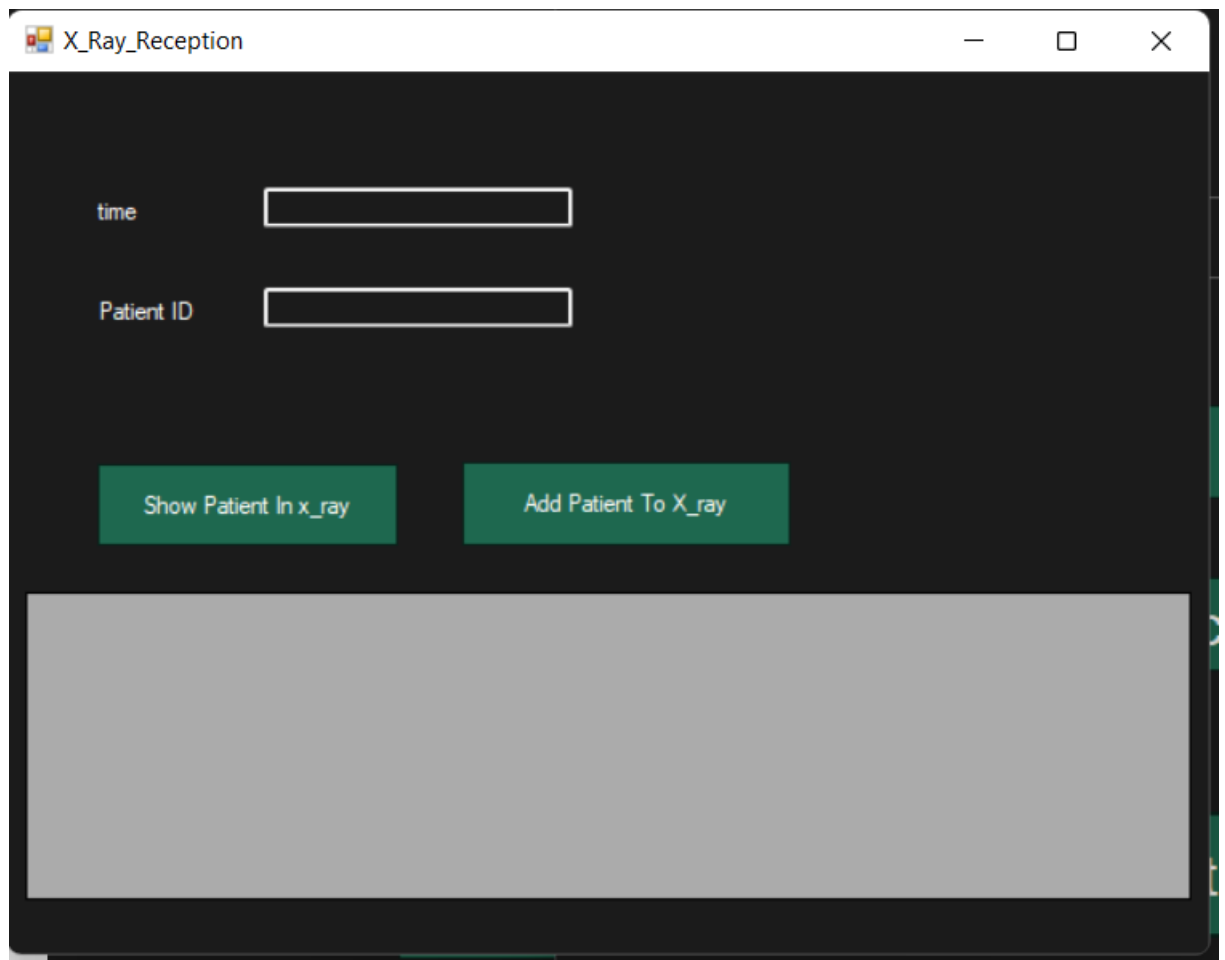 X_Ray_Reception
time
Patient ID
Show Patient In x_ray
Add Patient To X_ray